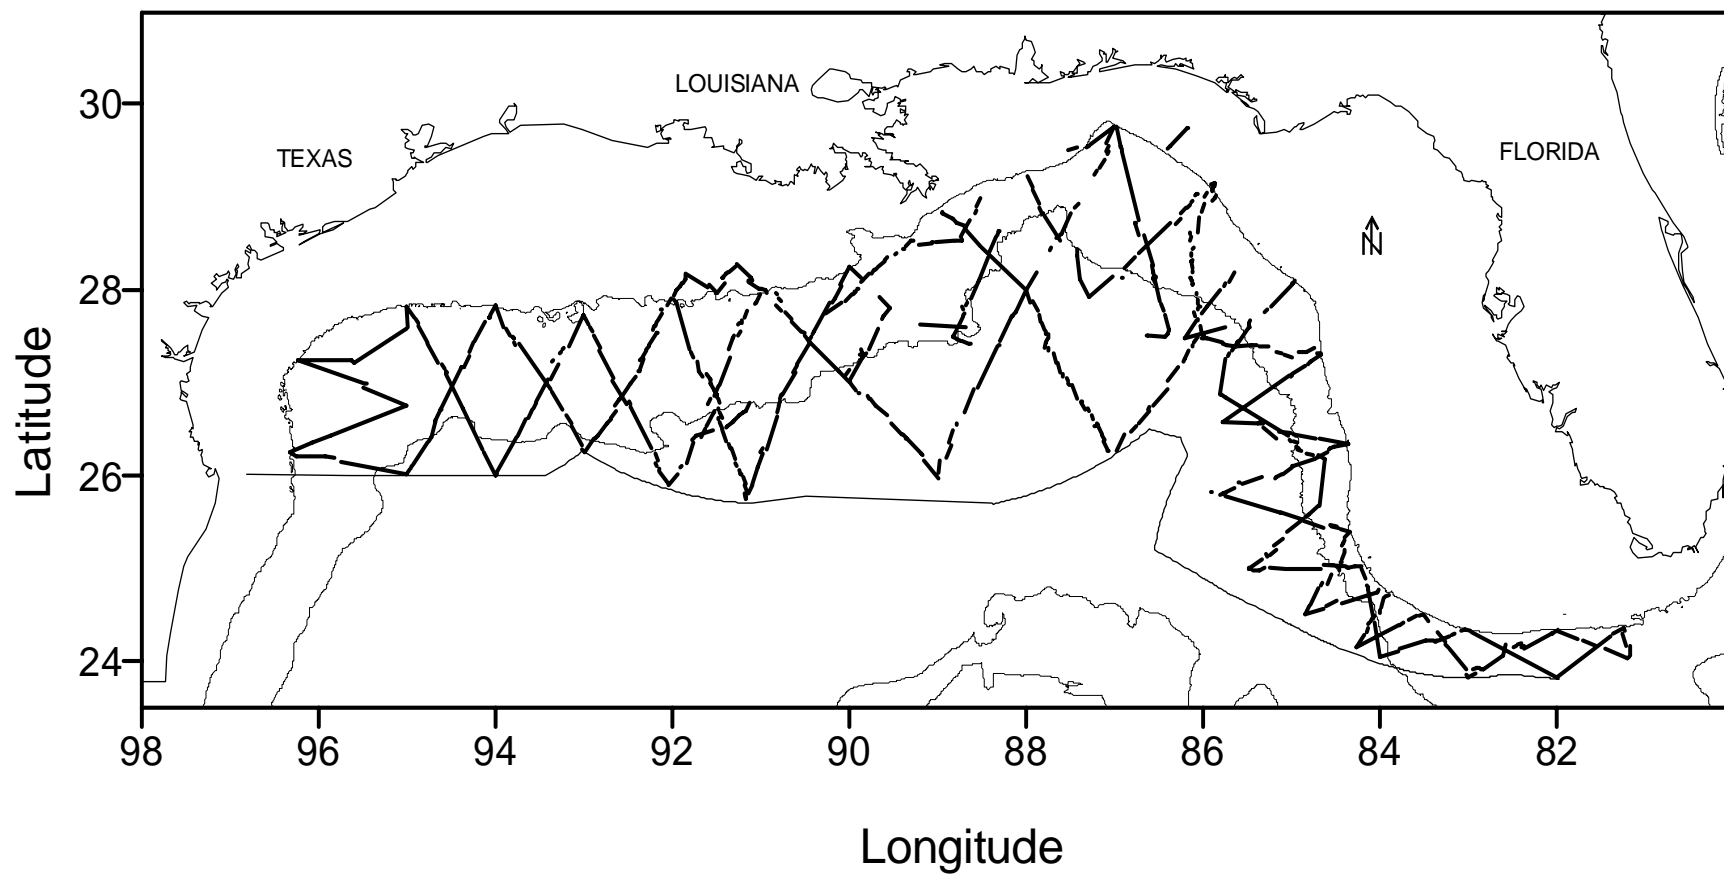 30
LOUISIANA
TEXAS
FLORIDA
N
28
Latitude
26
24
98 96 94 92 90 88 86 84 82
Longitude